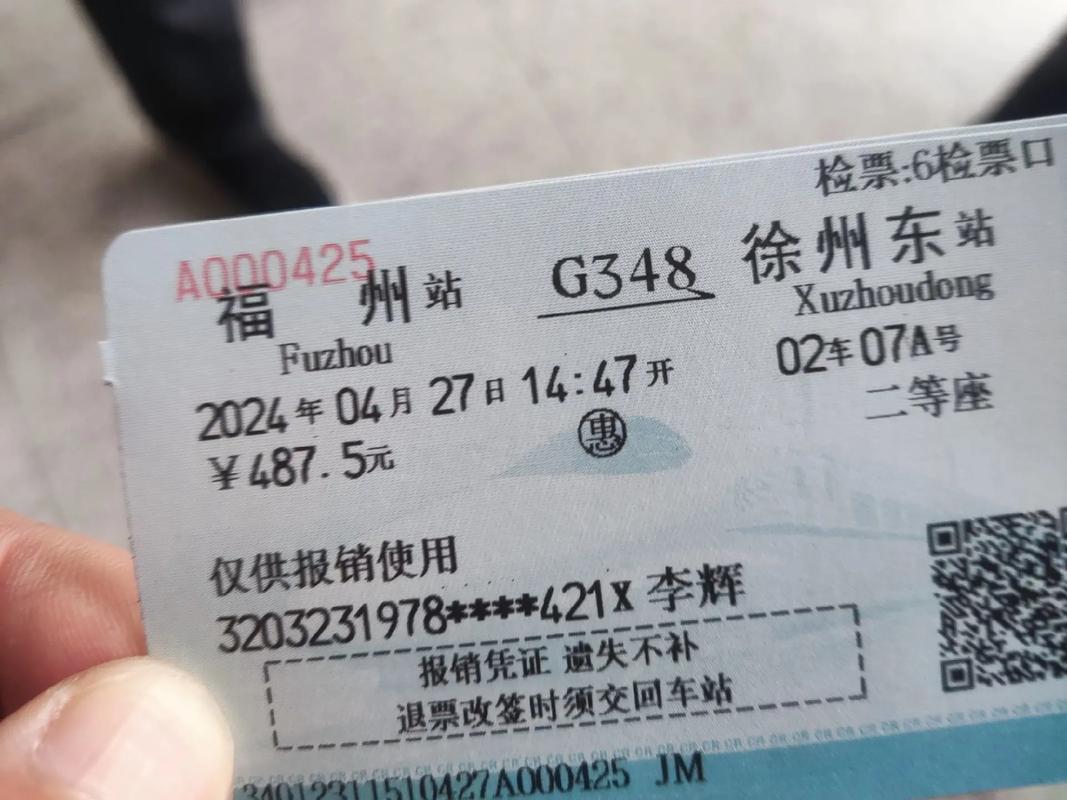 检票:6检票口
A000425
福州站 G348 徐州东站
Fuzhou Xuzhoudong
2024年04月27日14:47开 02车07A号
¥487.5元 惠 二等座
仅供报销使用
3203231978****421X 李辉
报销凭证 遗失不补
退票改签时须交回车站
34012311510427A000425 JM